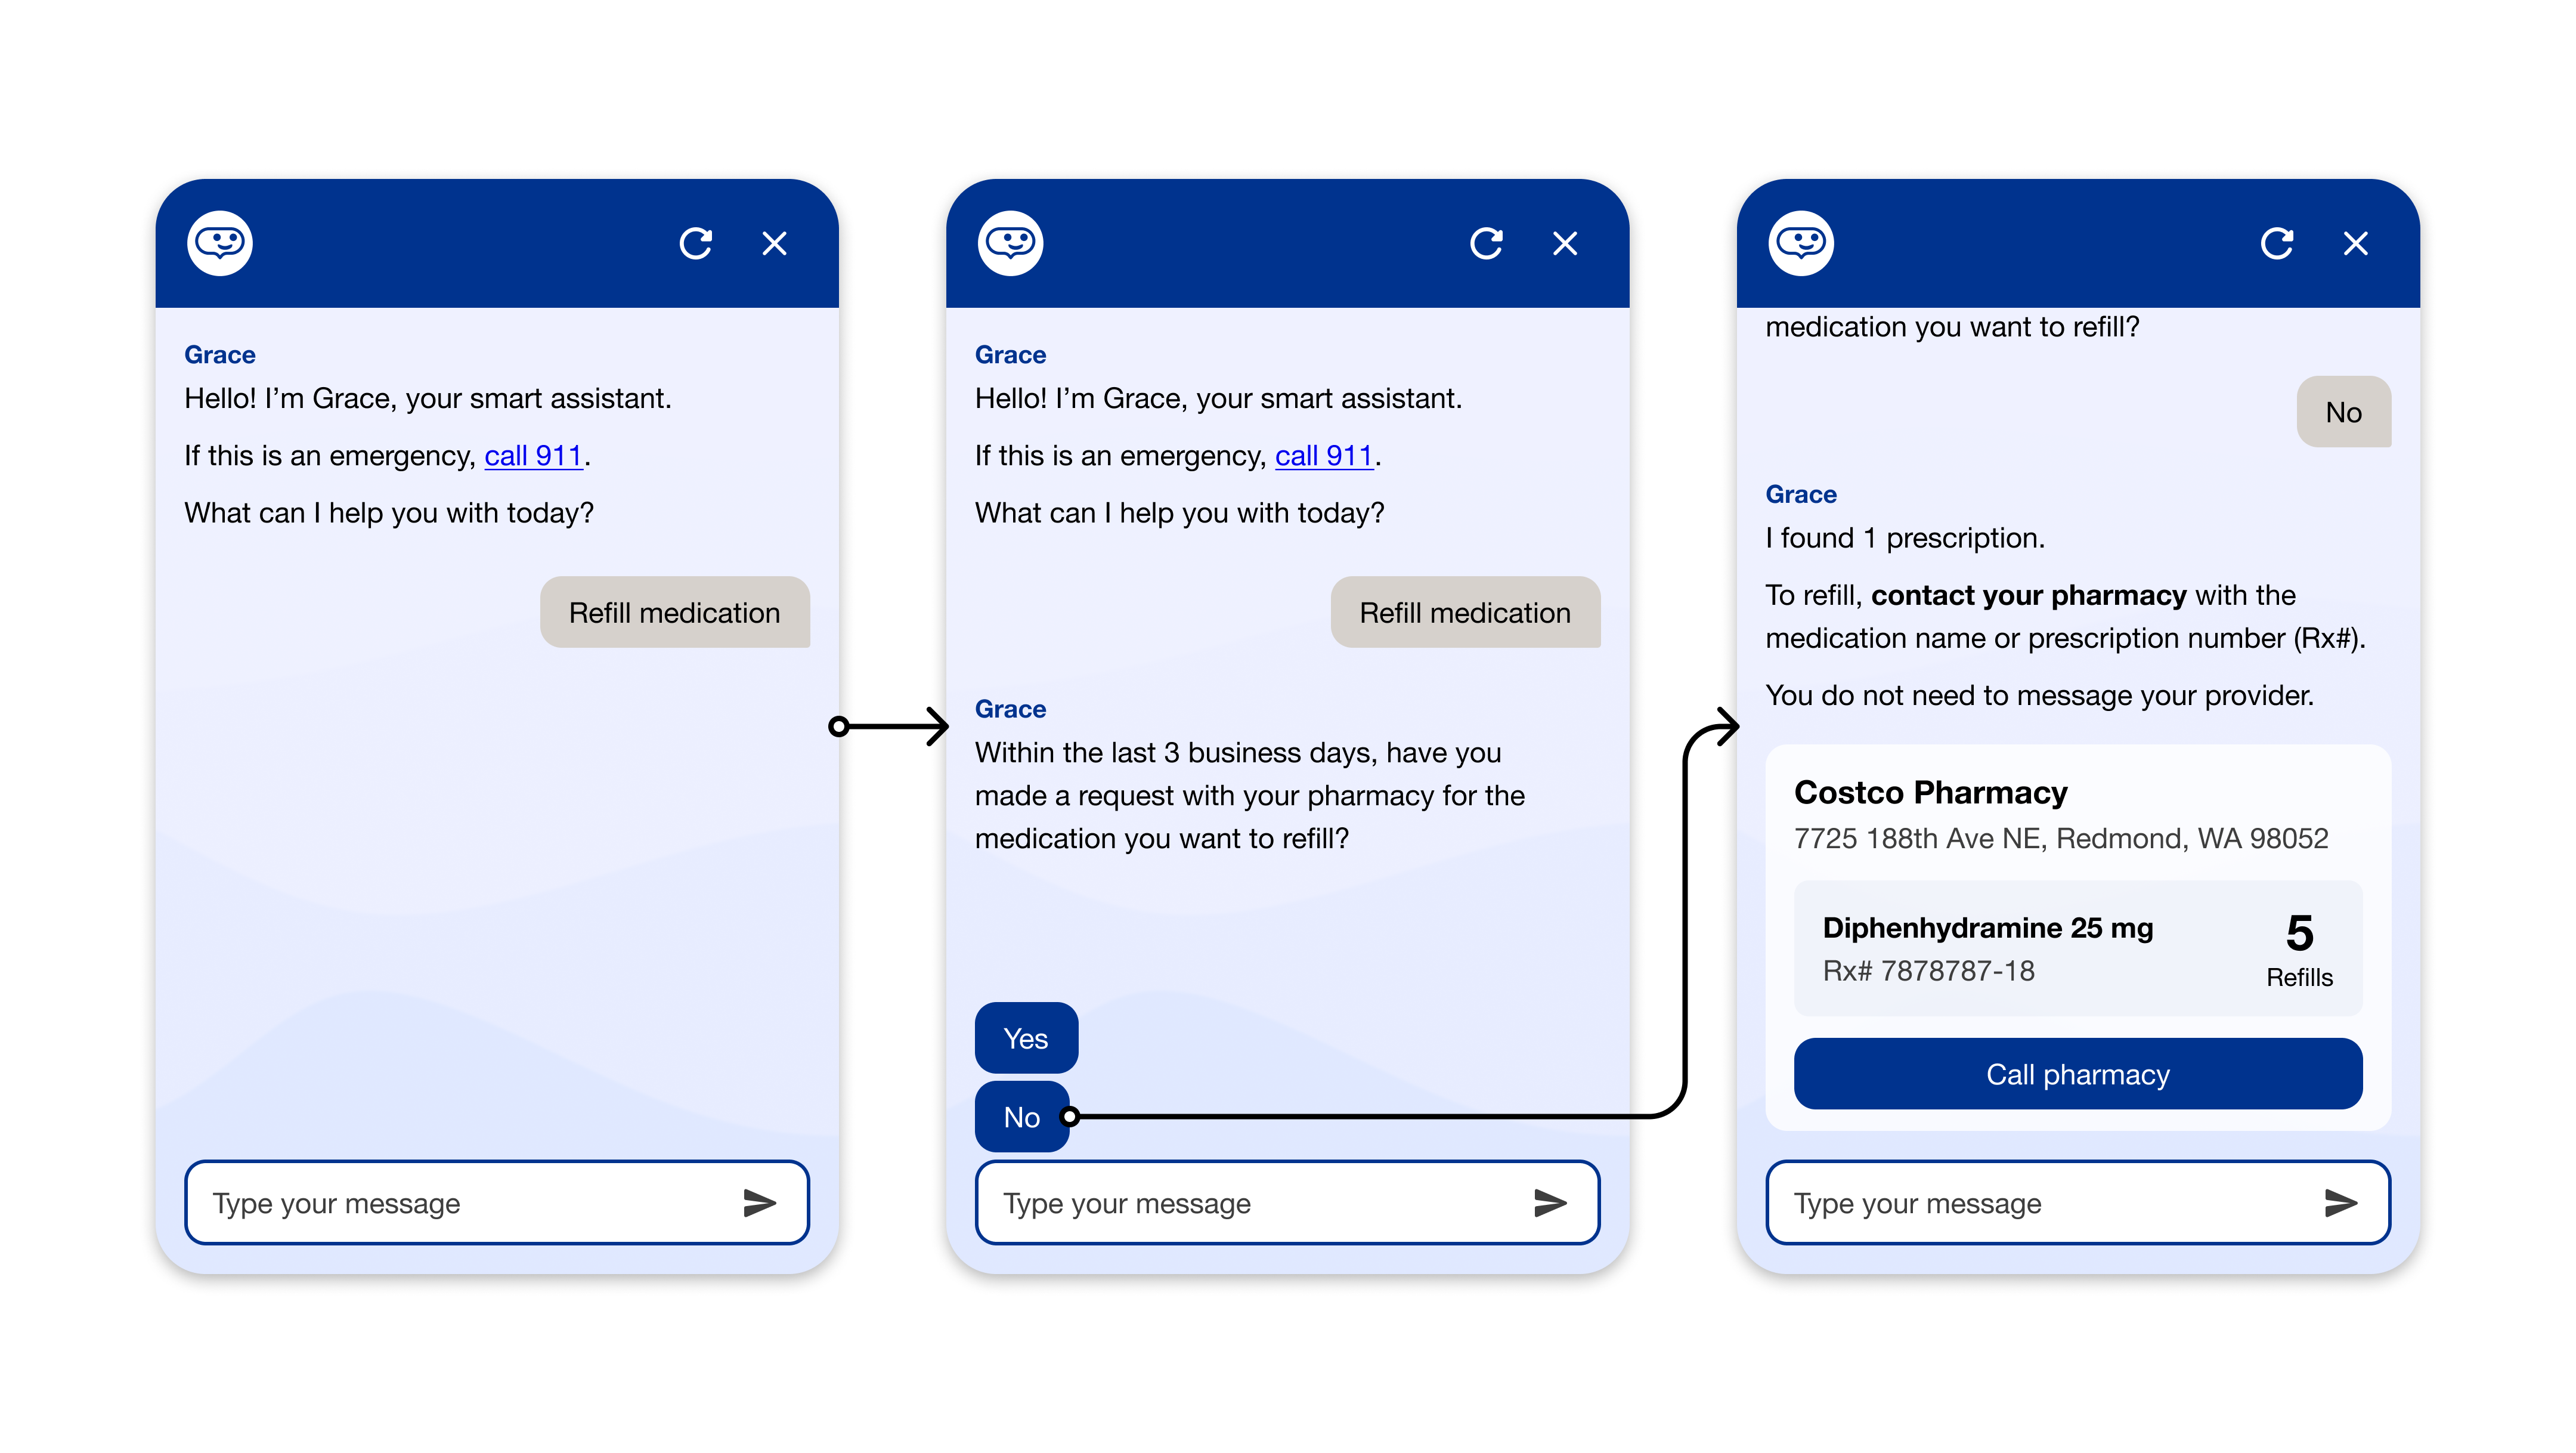 Grace
Hello! I’m Grace, your smart assistant.
If this is an emergency, call 911.
What can I help you with today?
Refill medication
Type your message
Grace
Hello! I’m Grace, your smart assistant.
If this is an emergency, call 911.
What can I help you with today?
Refill medication
Grace
Within the last 3 business days, have you
made a request with your pharmacy for the
medication you want to refill?
Yes
No
Type your message
medication you want to refill?
No
Grace
I found 1 prescription.
To refill, contact your pharmacy with the
medication name or prescription number (Rx#).
You do not need to message your provider.
Costco Pharmacy
7725 188th Ave NE, Redmond, WA 98052
Diphenhydramine 25 mg
Rx# 7878787-18
5
Refills
Call pharmacy
Type your message